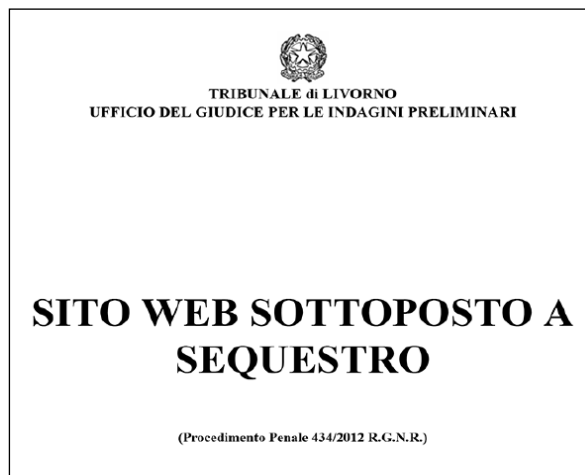 TRIBUNALE di LIVORNO
UFFICIO DEL GIUDICE PER LE INDAGINI PRELIMINARI
SITO WEB SOTTOPOSTO A
SEQUESTRO
(Procedimento Penale 434/2012 R.G.N.R.)